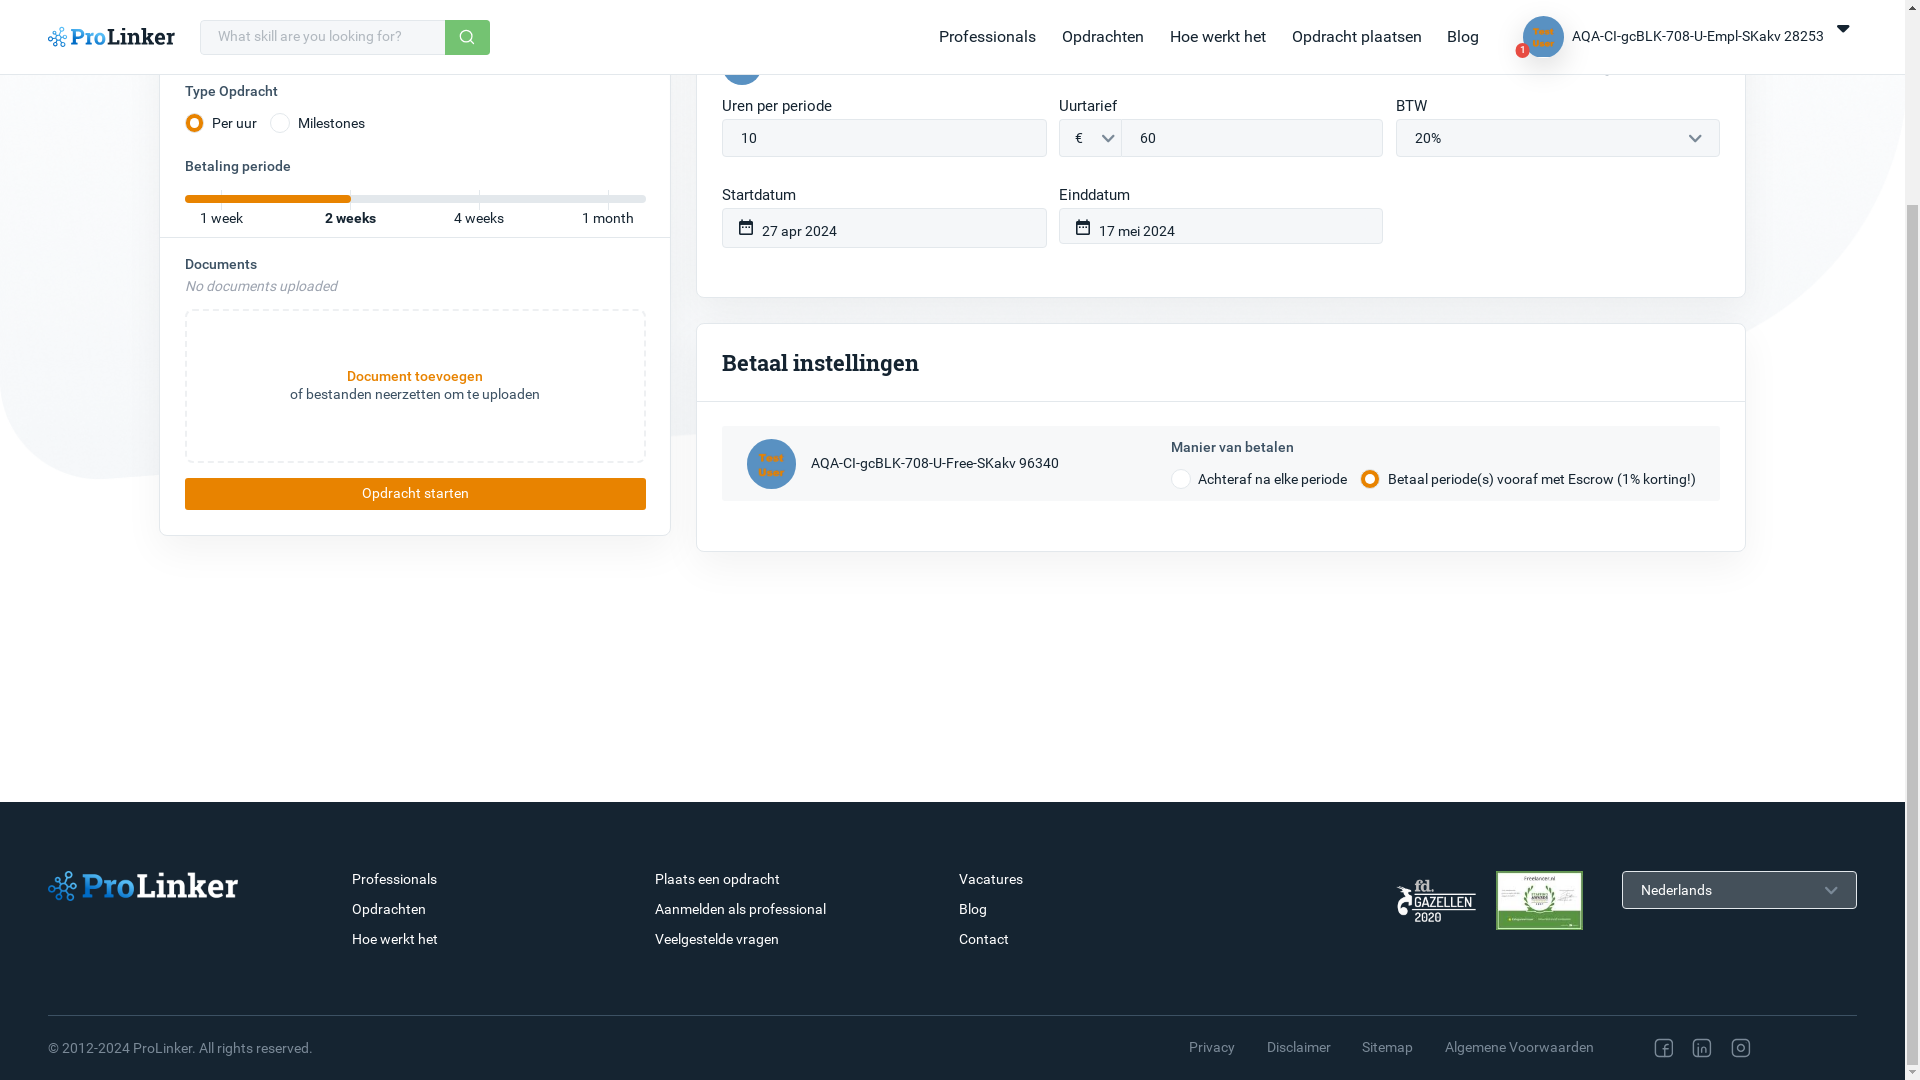 ProLinker
What skill are you looking for?
Professionals
Opdrachten
Hoe werkt het
Opdracht plaatsen
Blog
Test
User
1
AQA-CI-gcBLK-708-U-Empl-SKakv 28253
Type Opdracht
Per uur
Milestones
Betaling periode
1 week
2 weeks
4 weeks
1 month
Documents
No documents uploaded
Document toevoegen
of bestanden neerzetten om te uploaden
Opdracht starten
Uren per periode
Uurtarief
BTW
10
€
60
20%
Startdatum
Einddatum
27 apr 2024
17 mei 2024
Betaal instellingen
Test
User
AQA-CI-gcBLK-708-U-Free-SKakv 96340
Manier van betalen
Achteraf na elke periode
Betaal periode(s) vooraf met Escrow (1% korting!)
ProLinker
Professionals
Opdrachten
Hoe werkt het
Plaats een opdracht
Aanmelden als professional
Veelgestelde vragen
Vacatures
Blog
Contact
fd.
GAZELLEN
2020
Freelancer.nl
Nederlands
© 2012-2024 ProLinker. All rights reserved.
Privacy
Disclaimer
Sitemap
Algemene Voorwaarden